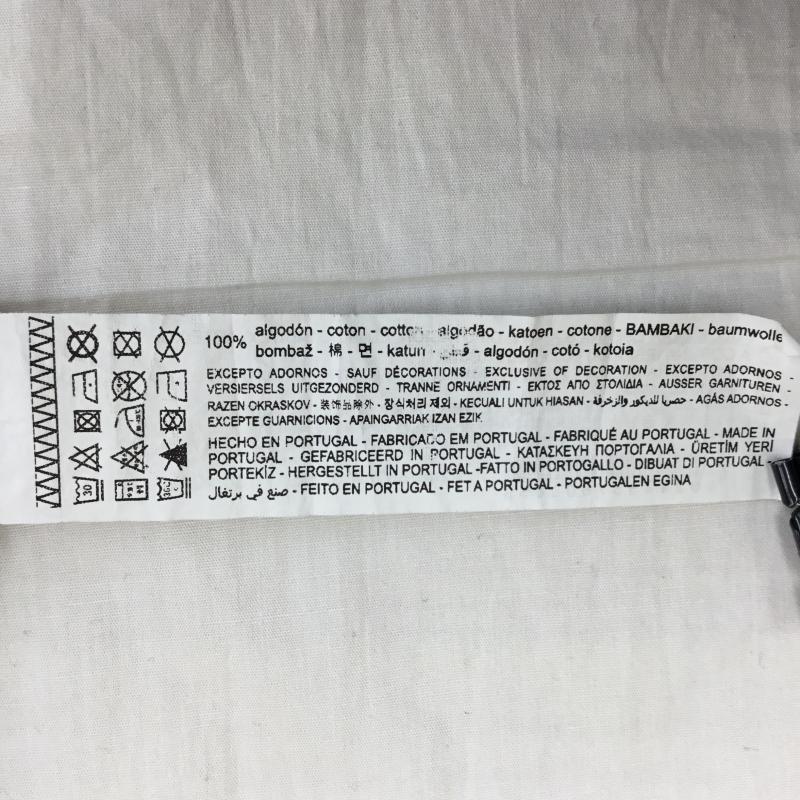 100% algodón - coton - cotton - algodão - katoen - cotone - BAMBAKI - baumwolle
bombaž - 棉 - 면 - katun - - algodón - cotó - kotoia
EXCEPTO ADORNOS - SAUF DÉCORATIONS - EXCLUSIVE OF DECORATION - EXCEPTO ADORNOS -
VERSIERSELS UITGEZONDERD - TRANNE ORNAMENTI - ΕΚΤΟΣ ΑΠΟ ΣΤΟΛΙΔΙΑ - AUSSER GARNITUREN -
RAZEN OKRASKOV - 装饰品除外 - 장식처리 제외 - KECUALI UNTUK HIASAN - حصريا للديكور والزخرفة - AGÁS ADORNOS -
EXCEPTE GUARNICIONS - APAINGARRIAK IZAN EZIK
HECHO EN PORTUGAL - FABRICADO EM PORTUGAL - FABRIQUÉ AU PORTUGAL - MADE IN
PORTUGAL - GEFABRICEERD IN PORTUGAL - ΚΑΤΑΣΚΕΥΗ ΠΟΡΤΟΓΑΛΙΑ - ÜRETİM YERİ
PORTEKİZ - HERGESTELLT IN PORTUGAL -FATTO IN PORTOGALLO - DIBUAT DI PORTUGAL -
صنع في برتغال - FEITO EN PORTUGAL - FET A PORTUGAL - PORTUGALEN EGINA
30